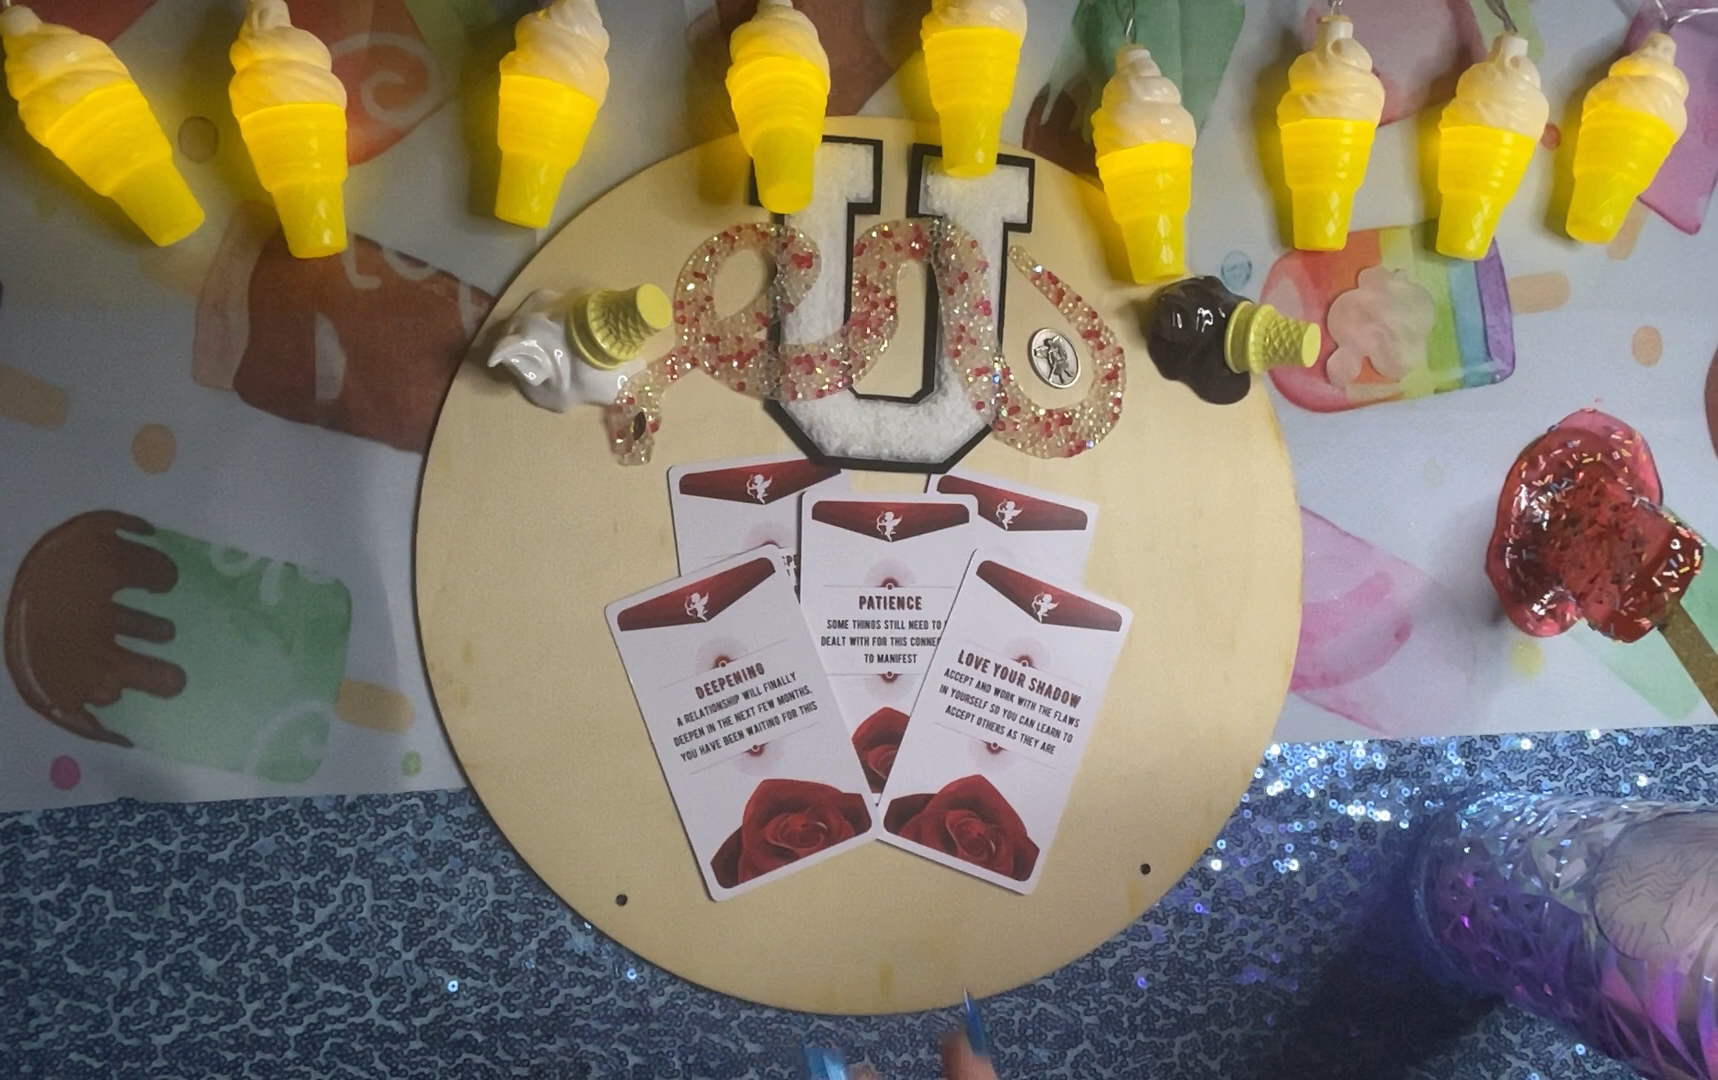 U
PATIENCE
SOME THINGS STILL NEED TO
DEALT WITH FOR THIS
TO MANIFEST
DEEPENING
A RELATIONSHIP WILL FINALLY
DEEPEN IN THE NEXT FEW MONTHS.
YOU HAVE BEEN WAITING FOR THIS
LOVE YOUR SHADOW
ACCEPT AND WORK WITH THE FLAWS
IN YOURSELF SO YOU CAN LEARN TO
ACCEPT OTHERS AS THEY ARE